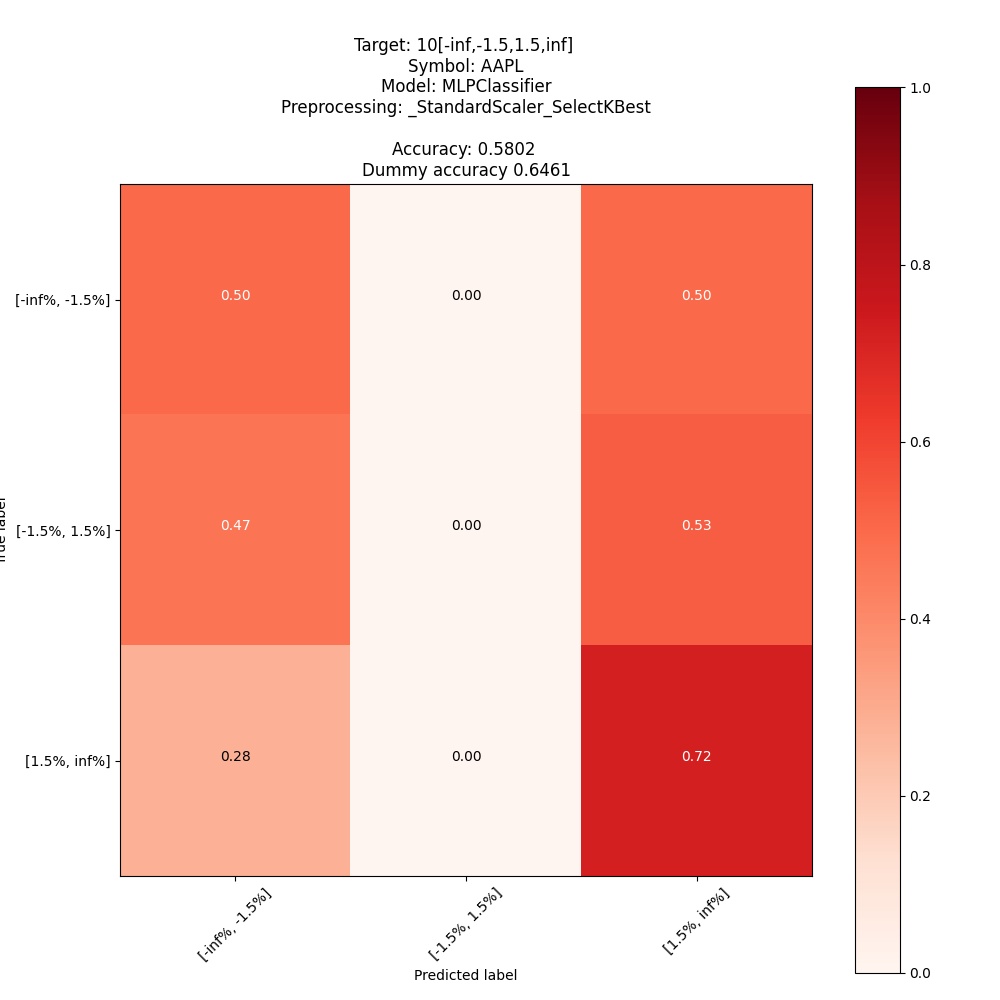 Target: 10[-inf,-1.5,1.5,inf]
Symbol: AAPL
Model: MLPClassifier
Preprocessing: _StandardScaler_SelectKBest
Accuracy: 0.5802
Dummy accuracy 0.6461
1.0
0.8
0.6
0.4
0.2
0.0
[-inf%, -1.5%]
0.50
0.00
0.50
[-1.5%, 1.5%]
0.47
0.00
0.53
[1.5%, inf%]
0.28
0.00
0.72
[-inf%, -1.5%]
[-1.5%, 1.5%]
[1.5%, inf%]
Predicted label